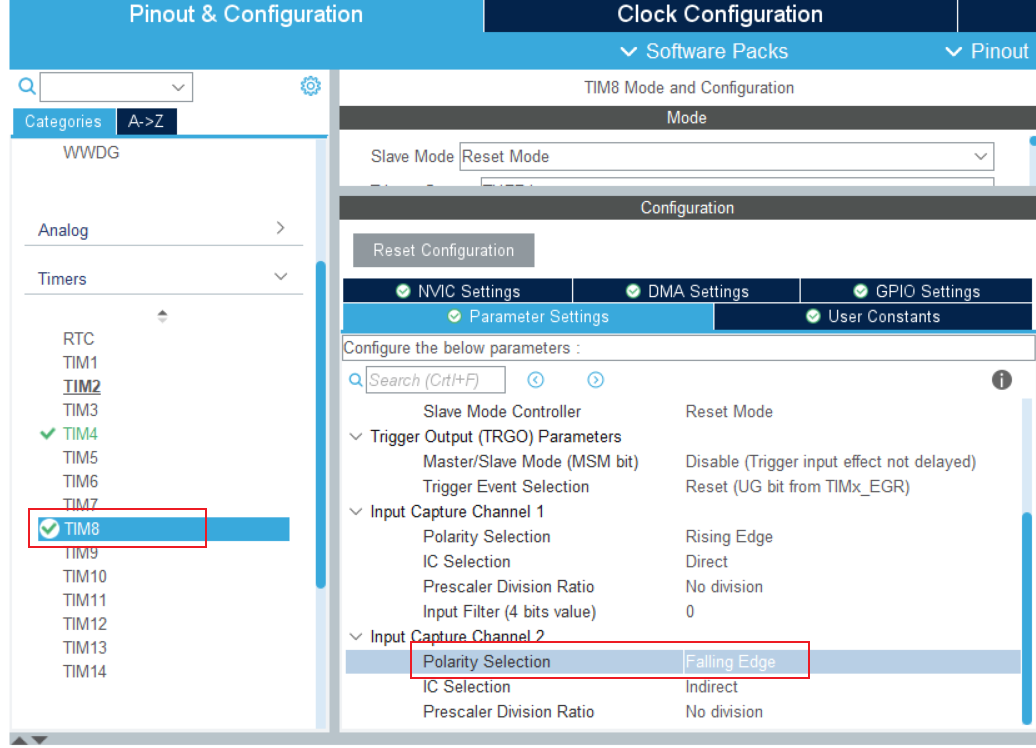 Pinout & Configuration
Clock Configuration
Software Packs
Pinout
TIM8 Mode and Configuration
Categories
A->Z
Mode
WWDG
Slave Mode Reset Mode
Configuration
Analog
Reset Configuration
Timers
NVIC Settings
DMA Settings
GPIO Settings
Parameter Settings
User Constants
Configure the below parameters :
Search (Crtl+F)
RTC
TIM1
TIM2
TIM3
TIM4
TIM5
TIM6
TIM7
TIM8
TIM9
TIM10
TIM11
TIM12
TIM13
TIM14
Slave Mode Controller Reset Mode
Trigger Output (TRGO) Parameters
Master/Slave Mode (MSM bit) Disable (Trigger input effect not delayed)
Trigger Event Selection Reset (UG bit from TIMx_EGR)
Input Capture Channel 1
Polarity Selection Rising Edge
IC Selection Direct
Prescaler Division Ratio No division
Input Filter (4 bits value) 0
Input Capture Channel 2
Polarity Selection Falling Edge
IC Selection Indirect
Prescaler Division Ratio No division